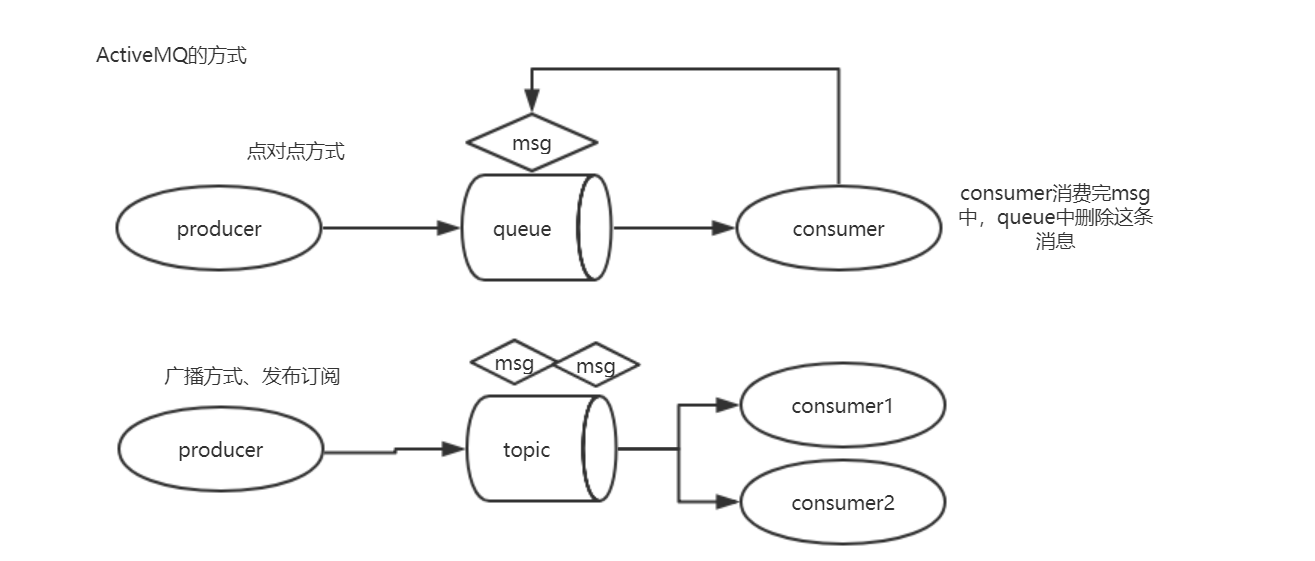 ActiveMQ的方式
点对点方式
msg
producer
queue
consumer
consumer消费完msg
中，queue中删除这条
消息
广播方式、发布订阅
msg
msg
producer
topic
consumer1
consumer2